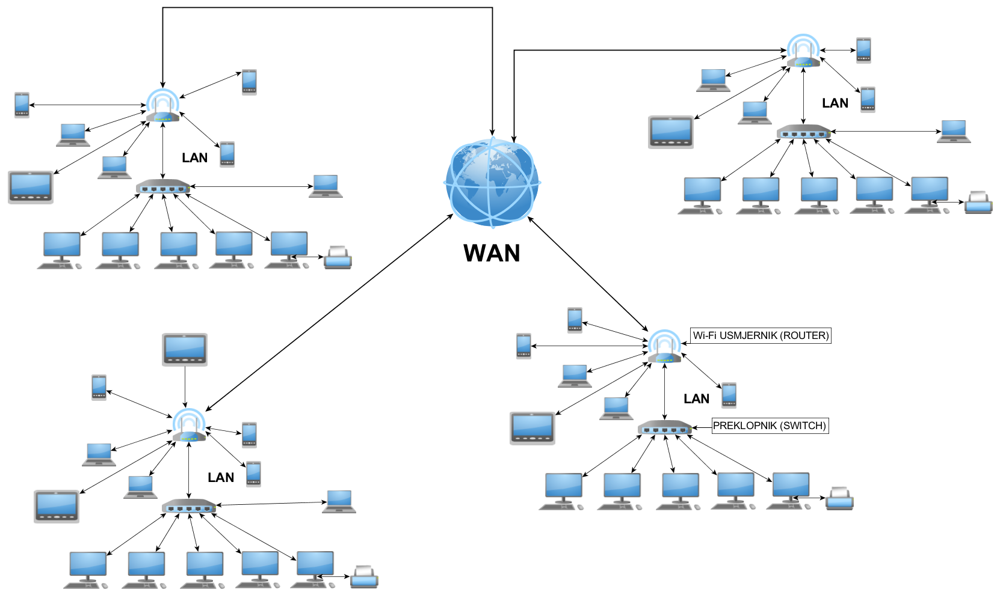 LAN
LAN
WAN
Wi-Fi USMJERNIK (ROUTER)
LAN
PREKLOPNIK (SWITCH)
LAN